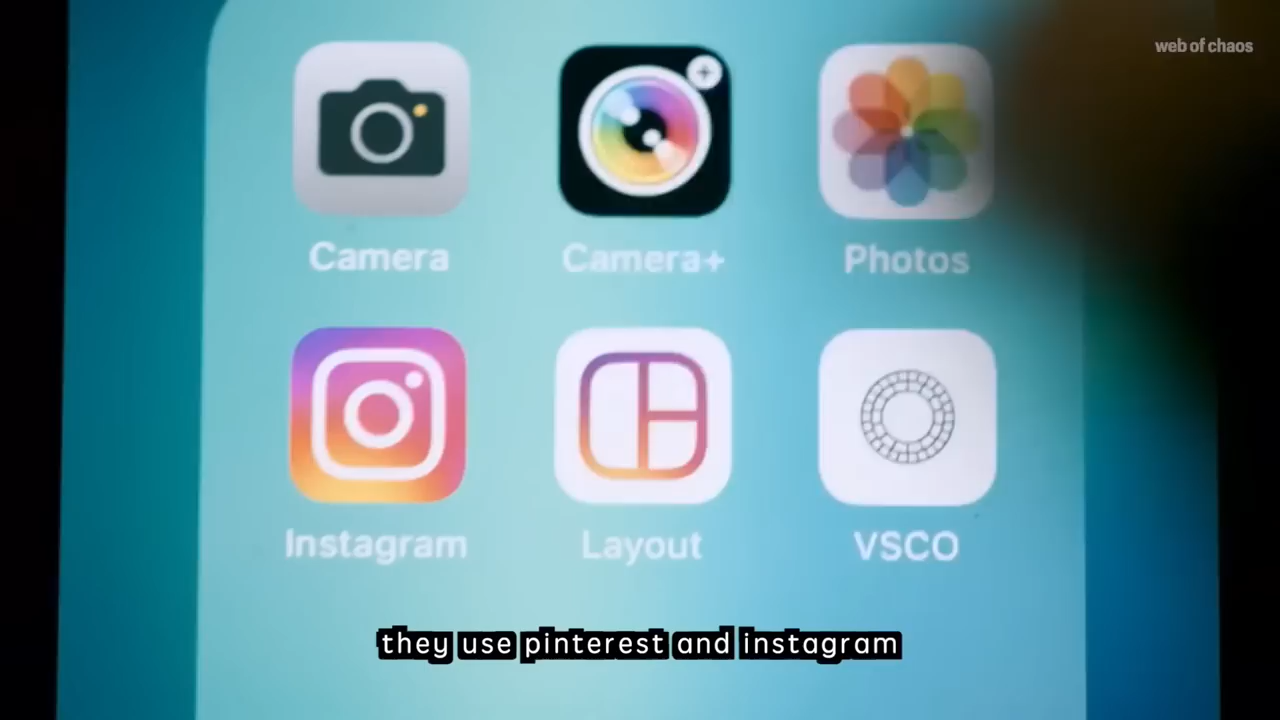 web of chaos
Camera Camera+ Photos
Instagram Layout VSCO
they use pinterest and instagram